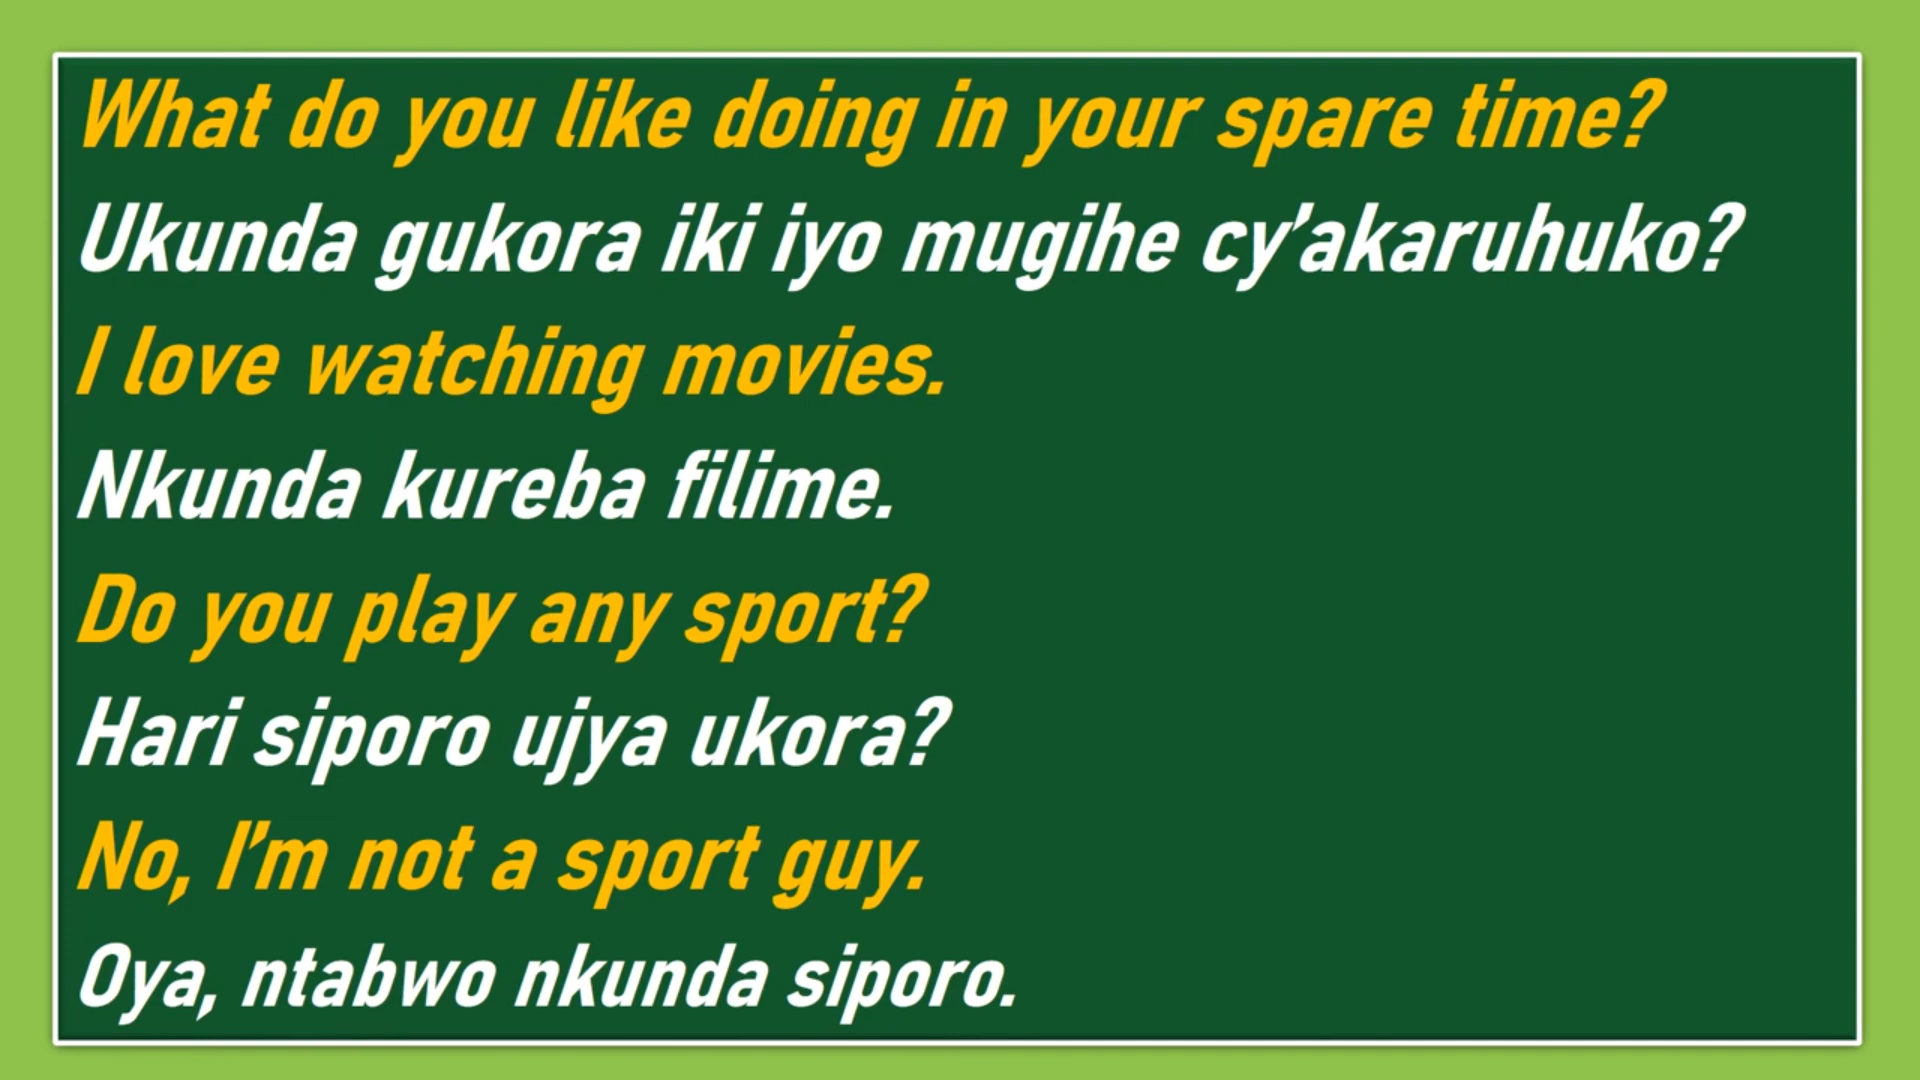 What do you like doing in your spare time?
Ukunda gukora iki iyo mugihe cy’akaruhuko?
I love watching movies.
Nkunda kureba filime.
Do you play any sport?
Hari siporo ujya ukora?
No, I’m not a sport guy.
Oya, ntabwo nkunda siporo.